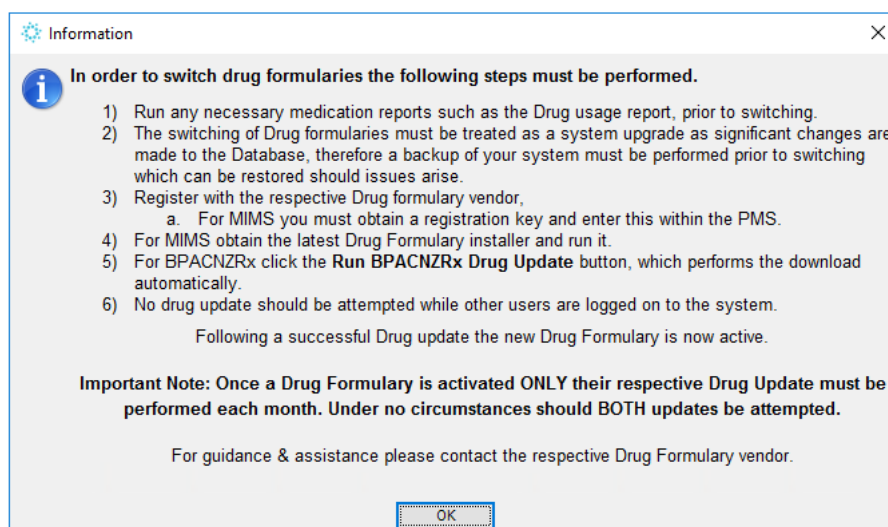 Information
In order to switch drug formularies the following steps must be performed.
1) Run any necessary medication reports such as the Drug usage report, prior to switching.
2) The switching of Drug formularies must be treated as a system upgrade as significant changes are
made to the Database, therefore a backup of your system must be performed prior to switching
which can be restored should issues arise.
3) Register with the respective Drug formulary vendor,
a. For MIMS you must obtain a registration key and enter this within the PMS.
4) For MIMS obtain the latest Drug Formulary installer and run it.
5) For BPACNZRx click the Run BPACNZRx Drug Update button, which performs the download
automatically.
6) No drug update should be attempted while other users are logged on to the system.
Following a successful Drug update the new Drug Formulary is now active.
Important Note: Once a Drug Formulary is activated ONLY their respective Drug Update must be
performed each month. Under no circumstances should BOTH updates be attempted.
For guidance & assistance please contact the respective Drug Formulary vendor.
OK